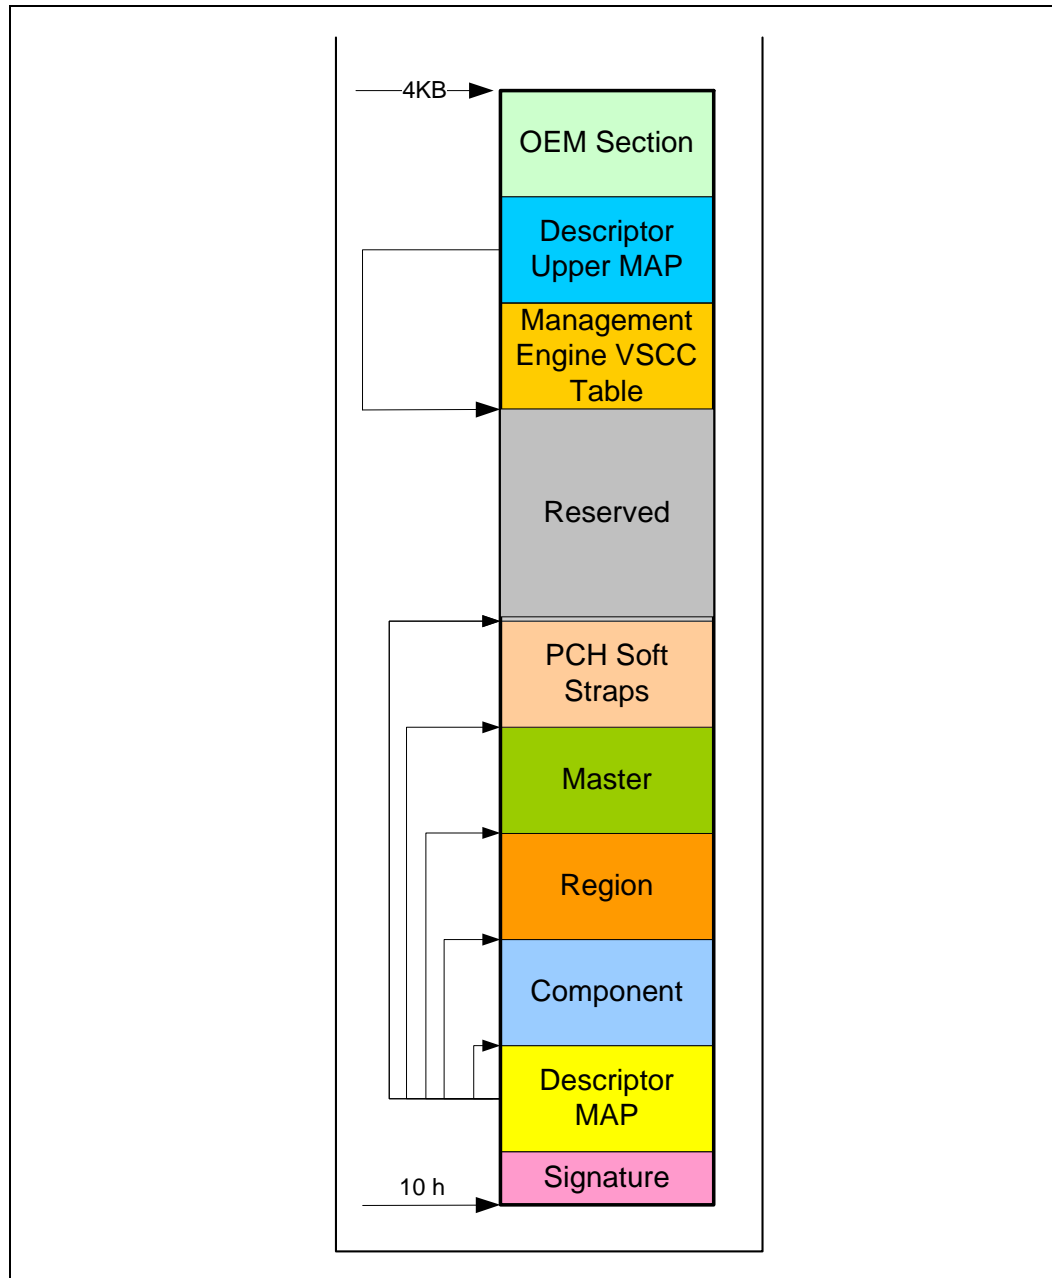 4KB
OEM Section
Descriptor
Upper MAP
Management
Engine VSCC
Table
Reserved
PCH Soft
Straps
Master
Region
Component
Descriptor
MAP
Signature
10 h